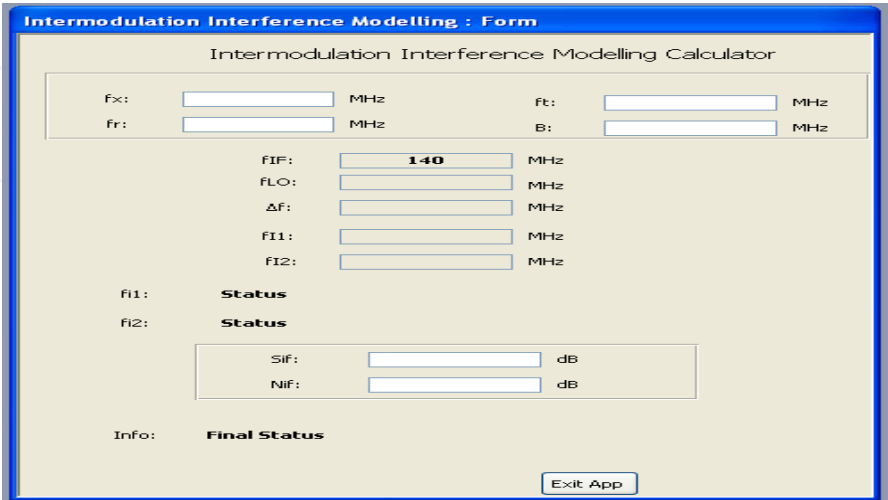 Intermodulation Interference Modelling : Form
Intermodulation Interference Modelling Calculator
fx: MHz ft: MHz
fr: MHz B: MHz
fIF: 140 MHz
fLO: MHz
Δf: MHz
fI1: MHz
fI2: MHz
fi1: Status
fi2: Status
Sif: dB
Nif: dB
Info: Final Status
Exit App